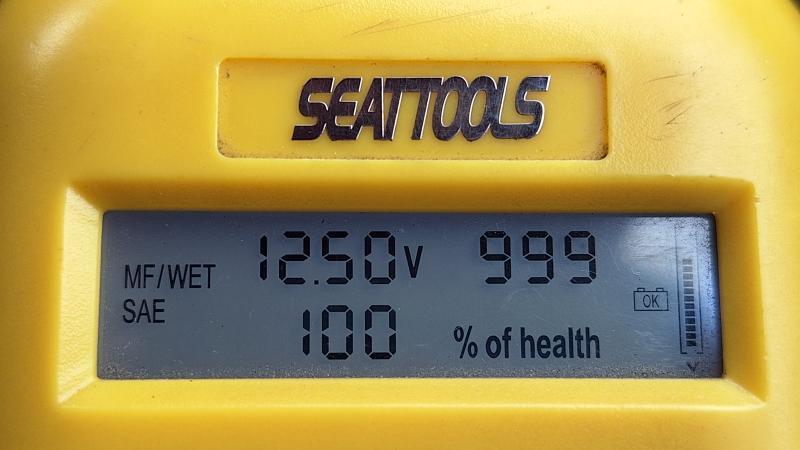 SEATTOOLS
MF/WET 12.50V 999
SAE 100 % of health
OK